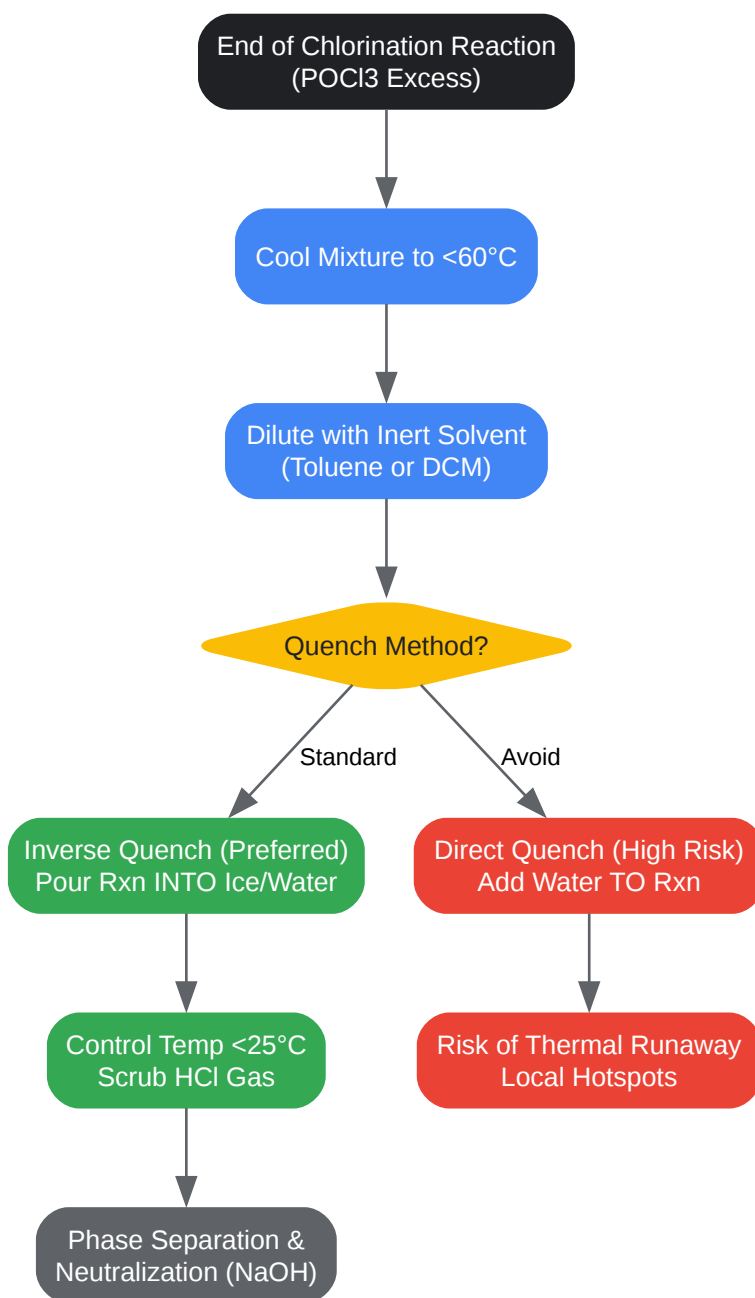 End of Chlorination Reaction
(POCl3 Excess)
Cool Mixture to <60°C
Dilute with Inert Solvent
(Toluene or DCM)
Quench Method?
Standard
Avoid
Inverse Quench (Preferred)
Pour Rxn INTO Ice/Water
Direct Quench (High Risk)
Add Water TO Rxn
Control Temp <25°C
Scrub HCl Gas
Risk of Thermal Runaway
Local Hotspots
Phase Separation &
Neutralization (NaOH)